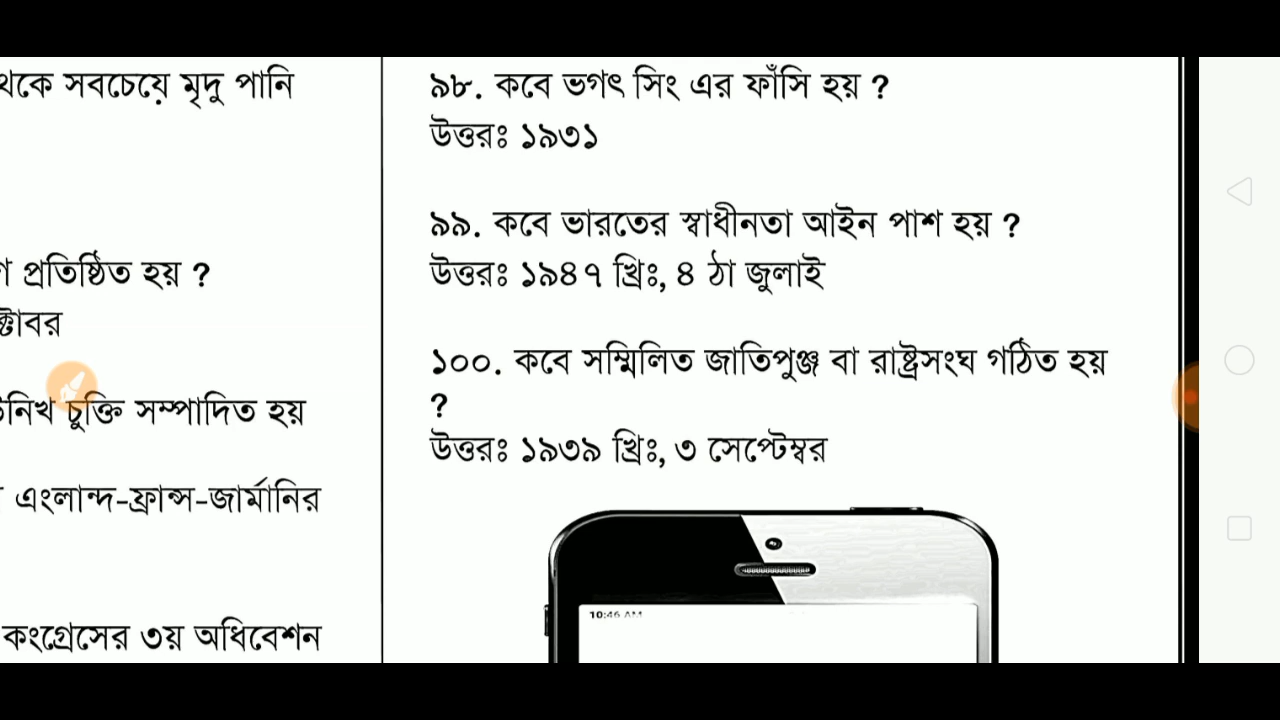 থেকে সবচেয়ে মৃদু পানি
প্রতিষ্ঠিত হয় ?
চুক্তি সম্পাদিত হয়
এংলান্দ-ফ্রান্স-জার্মানির
কংগ্রেসের ৩য় অধিবেশন
৯৮. কবে ভগৎ সিং এর ফাঁসি হয় ?
উত্তরঃ ১৯৩১
৯৯. কবে ভারতের স্বাধীনতা আইন পাশ হয় ?
উত্তরঃ ১৯৪৭ খ্রিঃ, ৪ ঠা জুলাই
১০০. কবে সম্মিলিত জাতিপুঞ্জ বা রাষ্ট্রসংঘ গঠিত হয়
?
উত্তরঃ ১৯৩৯ খ্রিঃ, ৩ সেপ্টেম্বর
10:46 AM